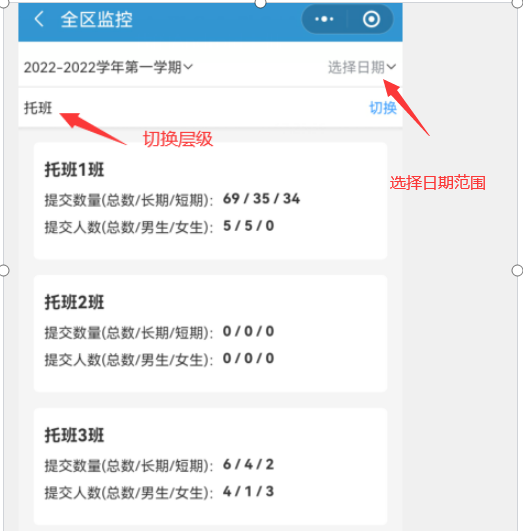 全区监控
2022-2022学年第一学期 选择日期
托班 切换
切换层级
选择日期范围
托班1班
提交数量(总数/长期/短期)： 69 / 35 / 34
提交人数(总数/男生/女生)： 5 / 5 / 0
托班2班
提交数量(总数/长期/短期)： 0 / 0 / 0
提交人数(总数/男生/女生)： 0 / 0 / 0
托班3班
提交数量(总数/长期/短期)： 6 / 4 / 2
提交人数(总数/男生/女生)： 4 / 1 / 3